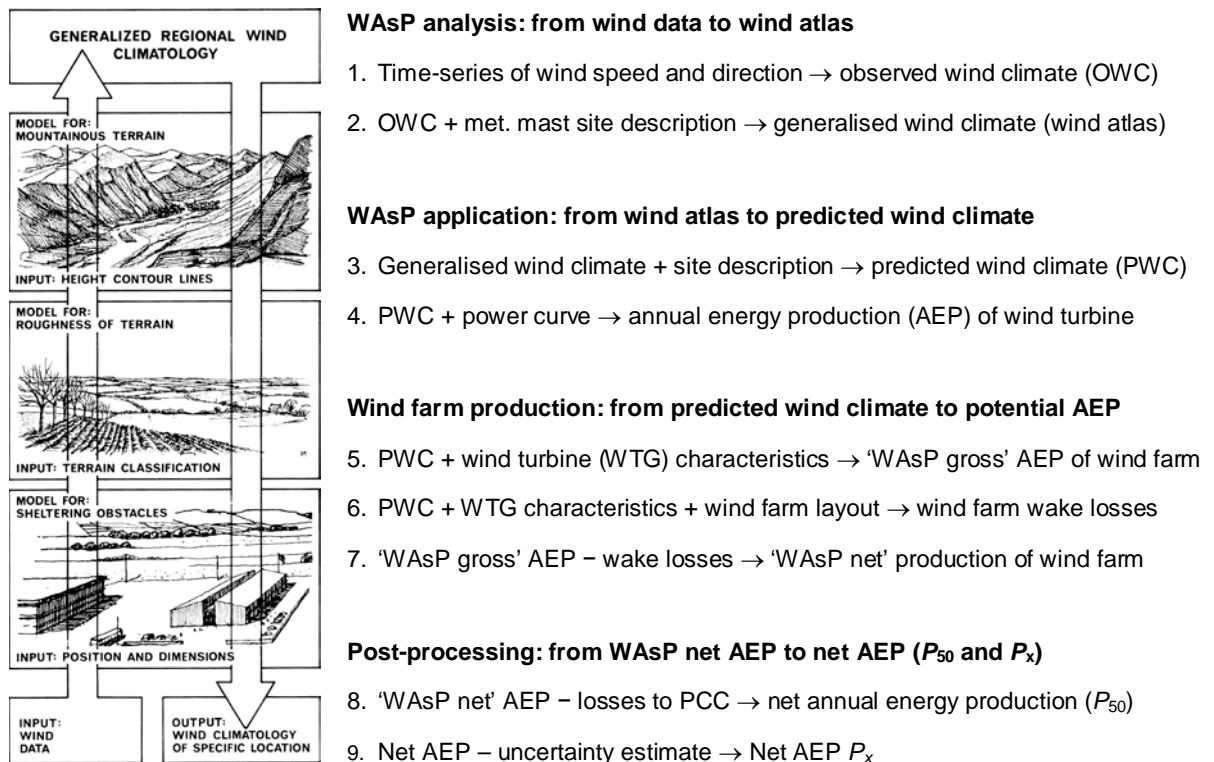 GENERALIZED REGIONAL WIND
CLIMATOLOGY
MODEL FOR:
MOUNTAINOUS TERRAIN
INPUT: HEIGHT CONTOUR LINES
MODEL FOR:
ROUGHNESS OF TERRAIN
INPUT: TERRAIN CLASSIFICATION
MODEL FOR:
SHELTERING OBSTACLES
INPUT: POSITION AND DIMENSIONS
INPUT:
WIND
DATA
OUTPUT:
WIND CLIMATOLOGY
OF SPECIFIC LOCATION
WAsP analysis: from wind data to wind atlas
1. Time-series of wind speed and direction → observed wind climate (OWC)
2. OWC + met. mast site description → generalised wind climate (wind atlas)
WAsP application: from wind atlas to predicted wind climate
3. Generalised wind climate + site description → predicted wind climate (PWC)
4. PWC + power curve → annual energy production (AEP) of wind turbine
Wind farm production: from predicted wind climate to potential AEP
5. PWC + wind turbine (WTG) characteristics → ‘WAsP gross’ AEP of wind farm
6. PWC + WTG characteristics + wind farm layout → wind farm wake losses
7. ‘WAsP gross’ AEP − wake losses → ‘WAsP net’ production of wind farm
Post-processing: from WAsP net AEP to net AEP (P50 and Px)
8. ‘WAsP net’ AEP − losses to PCC → net annual energy production (P50)
9. Net AEP – uncertainty estimate → Net AEP Px